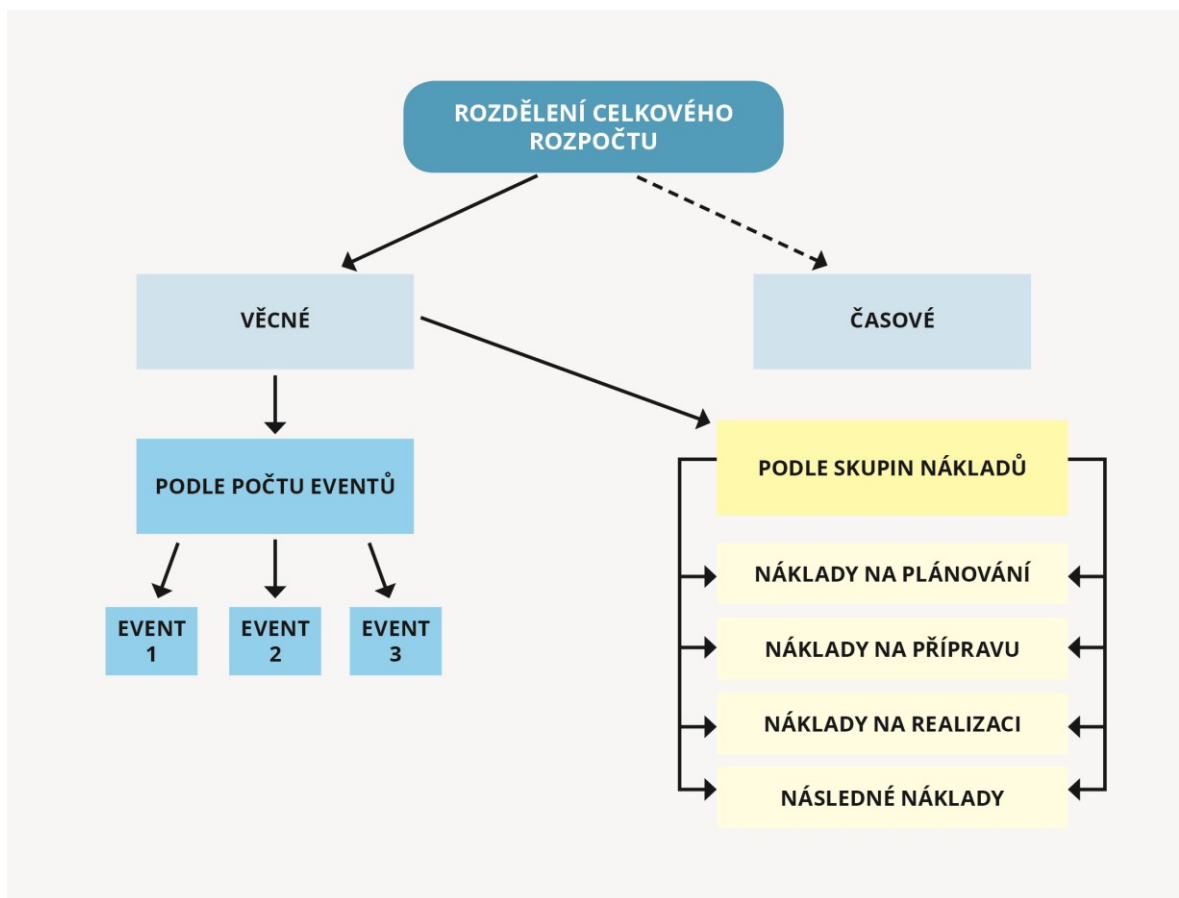 ROZDĚLENÍ CELKOVÉHO
ROZPOČTU
VĚCNÉ
ČASOVÉ
PODLE POČTU EVENTŮ
PODLE SKUPIN NÁKLADŮ
EVENT
1
EVENT
2
EVENT
3
NÁKLADY NA PLÁNOVÁNÍ
NÁKLADY NA PŘÍPRAVU
NÁKLADY NA REALIZACI
NÁSLEDNÉ NÁKLADY